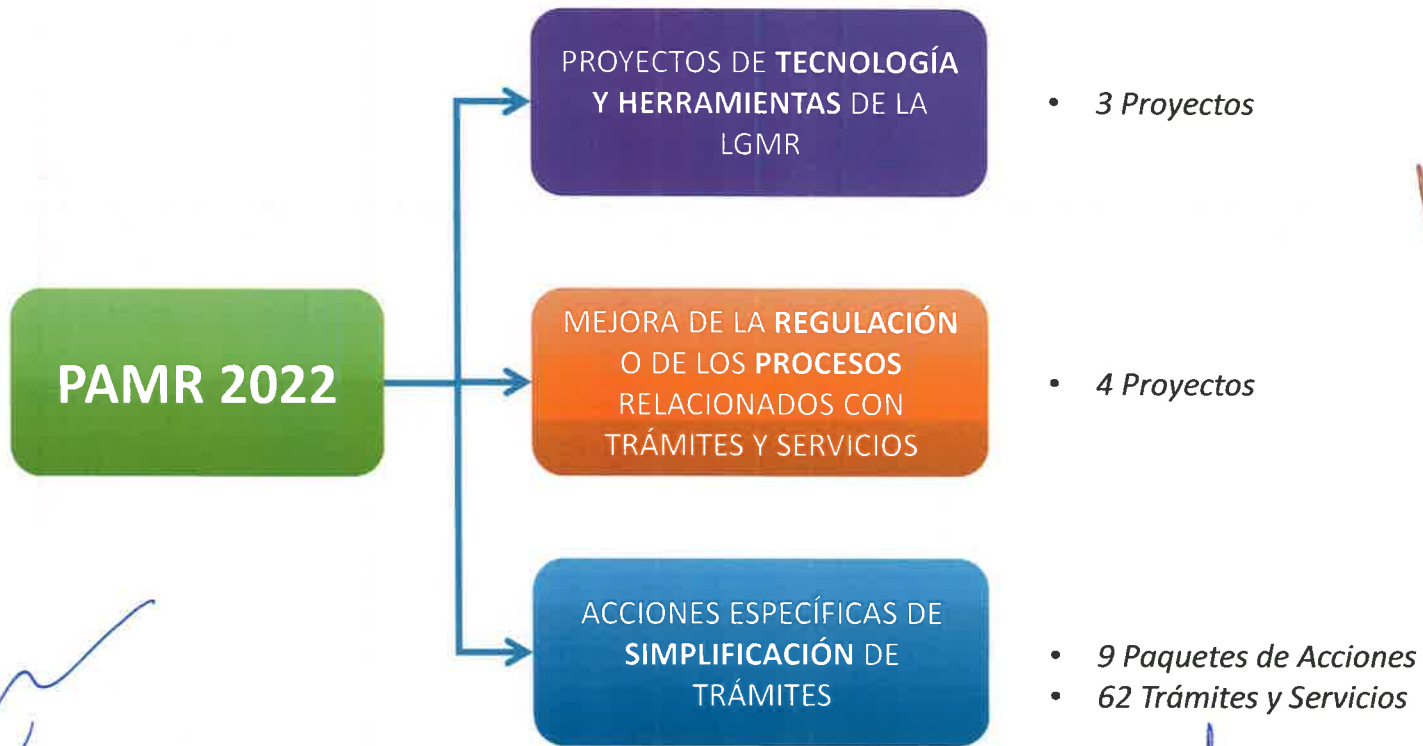 PROYECTOS DE TECNOLOGÍA
Y HERRAMIENTAS DE LA
LGMR
• 3 Proyectos
PAMR 2022
MEJORA DE LA REGULACIÓN
O DE LOS PROCESOS
RELACIONADOS CON
TRÁMITES Y SERVICIOS
• 4 Proyectos
ACCIONES ESPECÍFICAS DE
SIMPLIFICACIÓN DE
TRÁMITES
• 9 Paquetes de Acciones
• 62 Trámites y Servicios